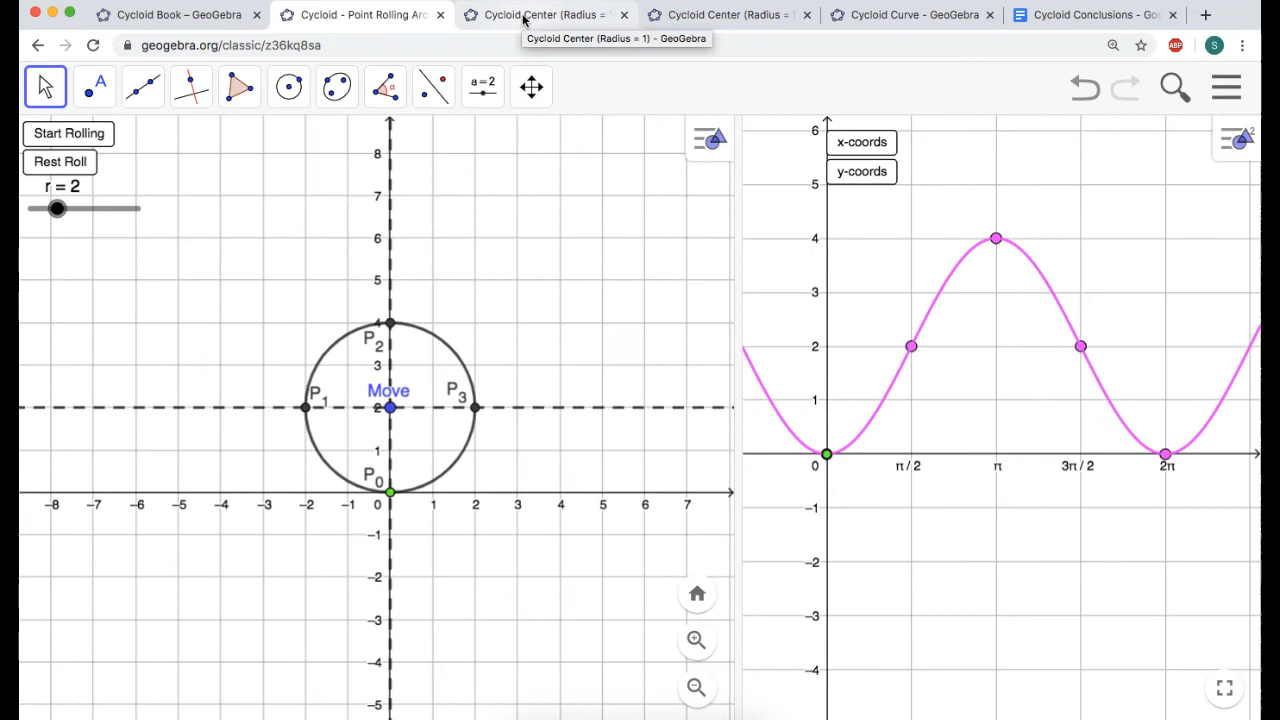 Cycloid Book – GeoGebra
Cycloid - Point Rolling Aro
Cycloid Center (Radius = 1
Cycloid Center (Radius =
Cycloid Curve - GeoGebra
Cycloid Conclusions - Goo
geogebra.org/classic/z36kq8sa
Cycloid Center (Radius = 1) - GeoGebra
ABP
S
A
α
a = 2
Start Rolling
Rest Roll
r = 2
8
7
6
5
4
3
2
1
0
–1
–2
–3
–4
–5
–8
–7
–6
–5
–4
–3
–2
–1
1
2
3
4
5
6
7
P2
P1
Move
P3
P0
x-coords
y-coords
2
6
5
4
3
2
1
0
π / 2
π
3π / 2
2π
–1
–2
–3
–4